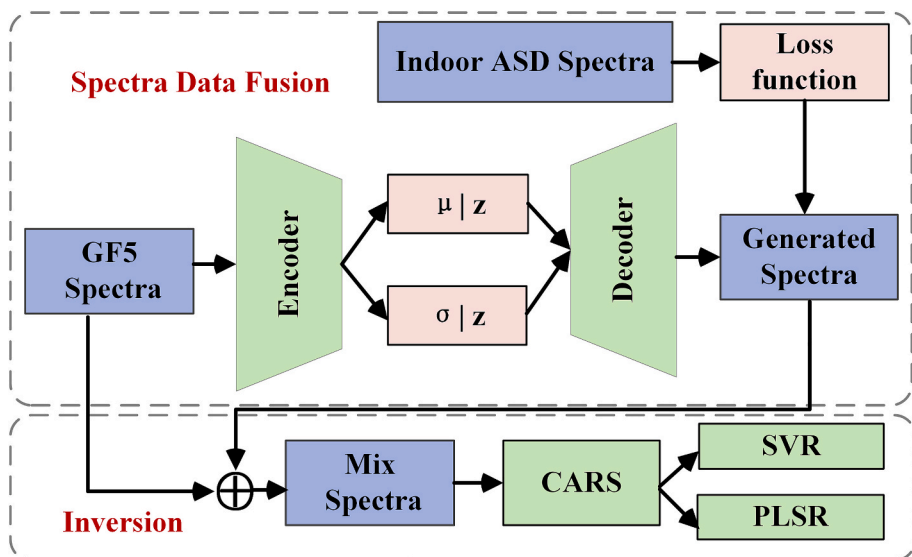 Indoor ASD Spectra
Loss
function
Spectra Data Fusion
Encoder
μ | z
Decoder
GF5
Spectra
Generated
Spectra
σ | z
Mix
Spectra
CARS
SVR
PLSR
Inversion